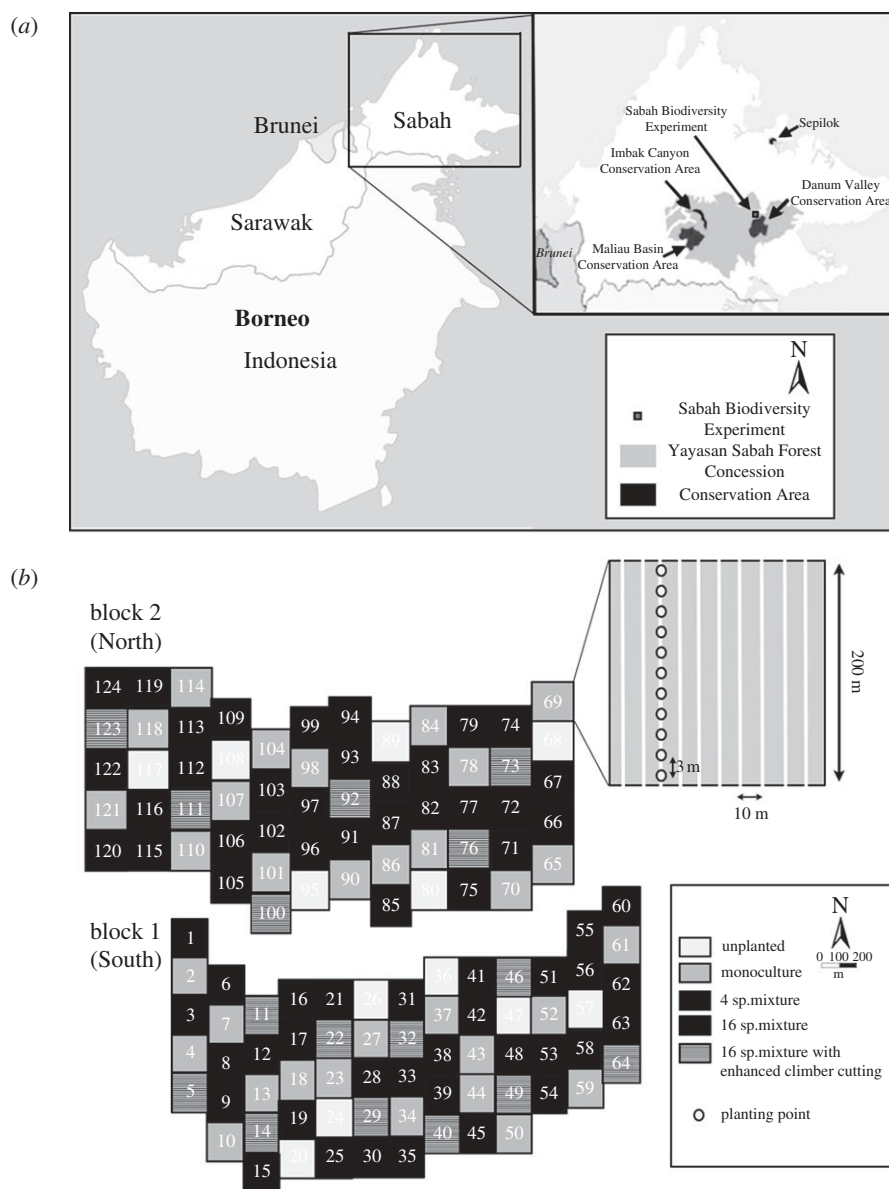 (a)
Brunei
Sabah
Sarawak
Borneo
Indonesia
Sabah Biodiversity
Experiment
Sepilok
Imbak Canyon
Conservation Area
Danum Valley
Conservation Area
Maliau Basin
Conservation Area
Brunei
N
Sabah Biodiversity
Experiment
Yayasan Sabah Forest
Concession
Conservation Area
(b)
block 2
(North)
124 119 114
123 118 113 109
122 117 112 108
121 116 111 107
120 115 110 106
105
104 103 102 101 100
99 98 97 96 95
94 93 92 91 90
89 88 87 86 85
84 83 82 81 80
79 78 77 76 75
74 73 72 71 70
69 68 67 66 65
200 m
3 m
10 m
block 1
(South)
1 2 3 4 5
6 7 8 9 10
11 12 13 14 15
16 17 18 19 20
21 22 23 24 25
26 27 28 29 30
31 32 33 34 35
36 37 38 39 40
41 42 43 44 45
46 47 48 49 50
51 52 53 54
55 56 57 58 59
60 61 62 63 64
N
0 100 200
m
unplanted
monoculture
4 sp.mixture
16 sp.mixture
16 sp.mixture with
enhanced climber cutting
planting point